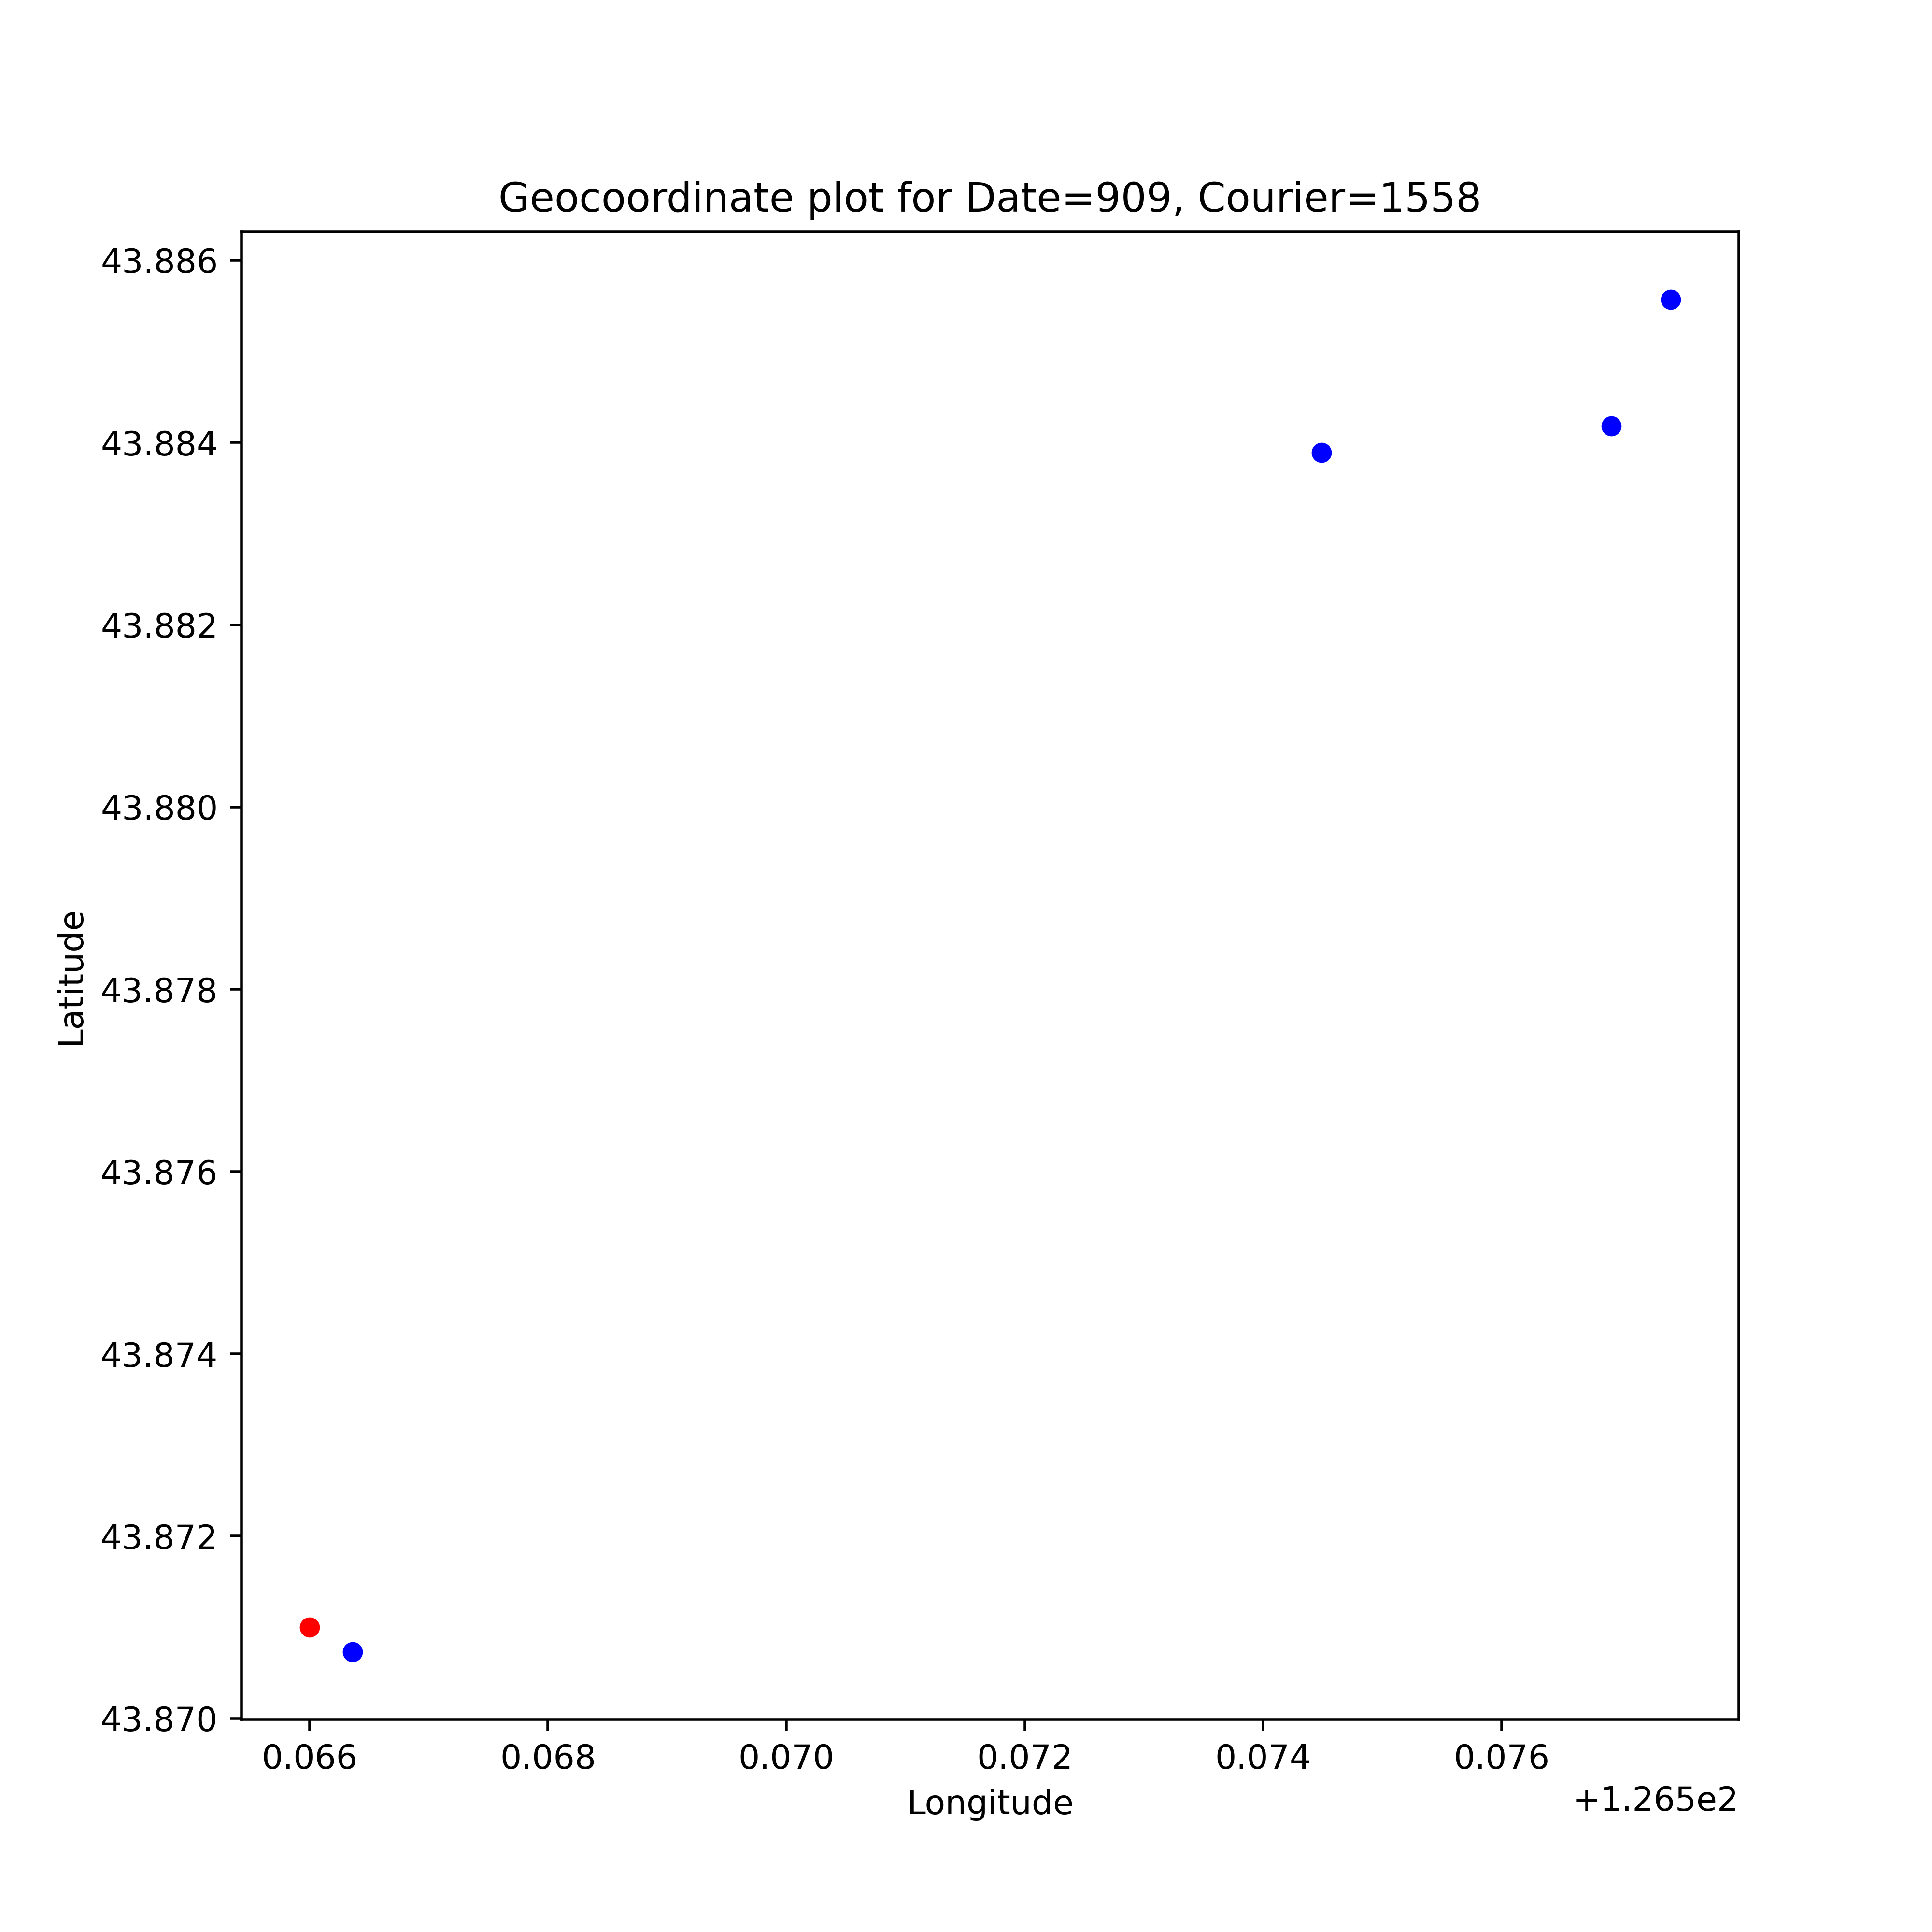 Geocoordinate plot for Date=909, Courier=1558
43.886
43.884
43.882
43.880
43.878
43.876
43.874
43.872
43.870
Latitude
0.066 0.068 0.070 0.072 0.074 0.076
Longitude
+1.265e2